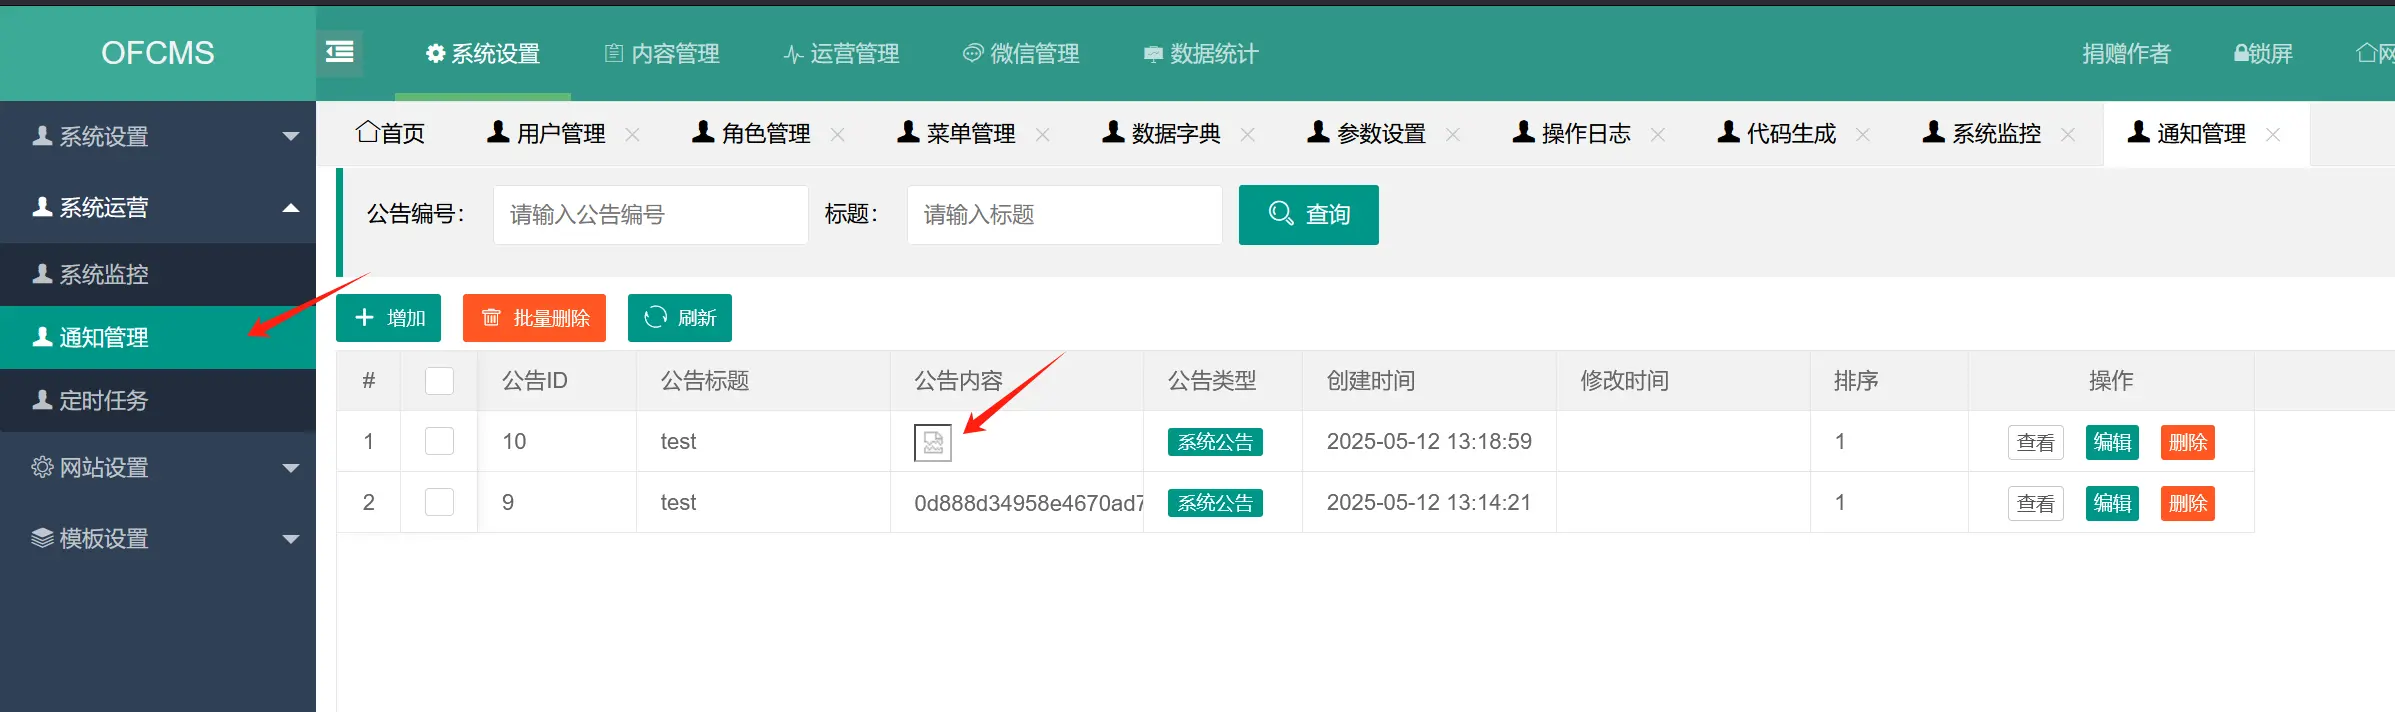 OFCMS
系统设置 内容管理 运营管理 微信管理 数据统计 捐赠作者 锁屏 网
系统设置
系统运营
系统监控
通知管理
定时任务
网站设置
模板设置
首页 用户管理 角色管理 菜单管理 数据字典 参数设置 操作日志 代码生成 系统监控 通知管理
公告编号： 请输入公告编号 标题： 请输入标题 查询
增加 批量删除 刷新
# 公告ID 公告标题 公告内容 公告类型 创建时间 修改时间 排序 操作
1 10 test 系统公告 2025-05-12 13:18:59 1 查看 编辑 删除
2 9 test 0d888d34958e4670ad7 系统公告 2025-05-12 13:14:21 1 查看 编辑 删除